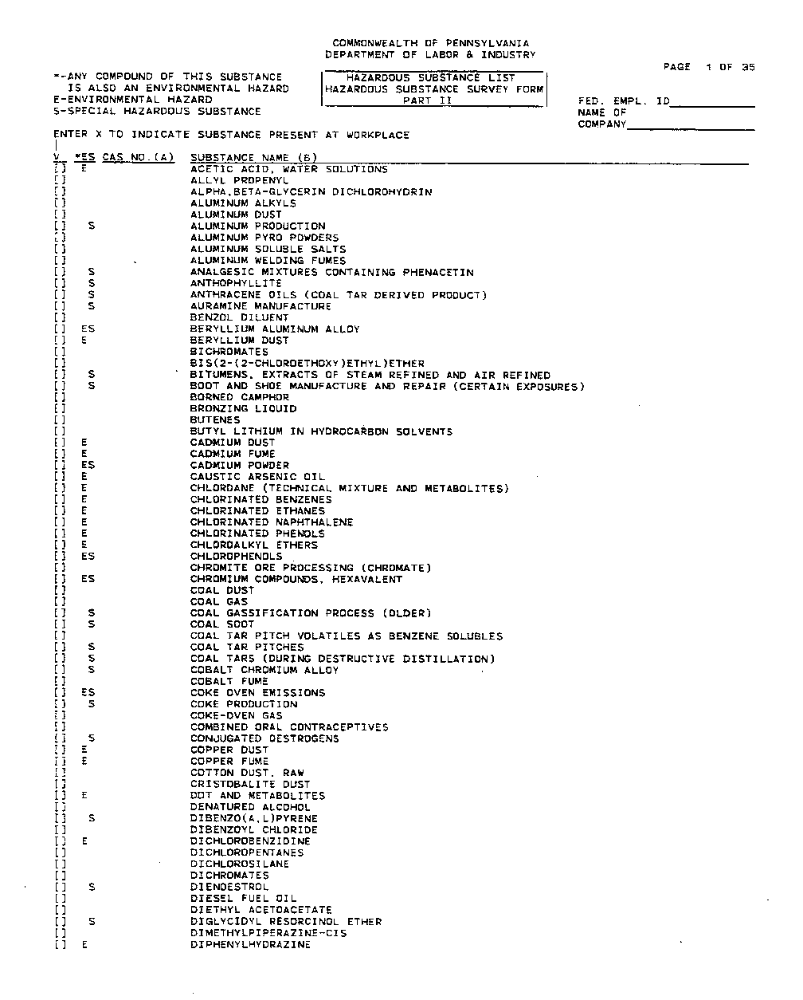 COMMONWEALTH OF PENNSYLVANIA
DEPARTMENT OF LABOR & INDUSTRY
PAGE 1 OF 35
*-ANY COMPOUND OF THIS SUBSTANCE
IS ALSO AN ENVIRONMENTAL HAZARD
E-ENVIRONMENTAL HAZARD
S-SPECIAL HAZARDOUS SUBSTANCE
HAZARDOUS SUBSTANCE LIST
HAZARDOUS SUBSTANCE SURVEY FORM
PART II
FED. EMPL. ID
NAME OF
COMPANY
ENTER X TO INDICATE SUBSTANCE PRESENT AT WORKPLACE
|
V *ES CAS NO.(A) SUBSTANCE NAME (B)
[] E ACETIC ACID, WATER SOLUTIONS
[] ALLYL PROPENYL
[] ALPHA,BETA-GLYCERIN DICHLOROHYDRIN
[] ALUMINUM ALKYLS
[] ALUMINUM DUST
[] S ALUMINUM PRODUCTION
[] ALUMINUM PYRO POWDERS
[] ALUMINUM SOLUBLE SALTS
[] ALUMINUM WELDING FUMES
[] S ANALGESIC MIXTURES CONTAINING PHENACETIN
[] S ANTHOPHYLLITE
[] S ANTHRACENE OILS (COAL TAR DERIVED PRODUCT)
[] S AURAMINE MANUFACTURE
[] BENZOL DILUENT
[] ES BERYLLIUM ALUMINUM ALLOY
[] E BERYLLIUM DUST
[] BICHROMATES
[] BIS(2-(2-CHLOROETHOXY)ETHYL)ETHER
[] S BITUMENS, EXTRACTS OF STEAM REFINED AND AIR REFINED
[] S BOOT AND SHOE MANUFACTURE AND REPAIR (CERTAIN EXPOSURES)
[] BORNEO CAMPHOR
[] BRONZING LIQUID
[] BUTENES
[] BUTYL LITHIUM IN HYDROCARBON SOLVENTS
[] E CADMIUM DUST
[] E CADMIUM FUME
[] ES CADMIUM POWDER
[] E CAUSTIC ARSENIC OIL
[] E CHLORDANE (TECHNICAL MIXTURE AND METABOLITES)
[] E CHLORINATED BENZENES
[] E CHLORINATED ETHANES
[] E CHLORINATED NAPHTHALENE
[] E CHLORINATED PHENOLS
[] E CHLOROALKYL ETHERS
[] ES CHLOROPHENOLS
[] CHROMITE ORE PROCESSING (CHROMATE)
[] ES CHROMIUM COMPOUNDS, HEXAVALENT
[] COAL DUST
[] COAL GAS
[] S COAL GASSIFICATION PROCESS (OLDER)
[] S COAL SOOT
[] COAL TAR PITCH VOLATILES AS BENZENE SOLUBLES
[] S COAL TAR PITCHES
[] S COAL TARS (DURING DESTRUCTIVE DISTILLATION)
[] S COBALT CHROMIUM ALLOY
[] COBALT FUME
[] ES COKE OVEN EMISSIONS
[] S COKE PRODUCTION
[] COKE-OVEN GAS
[] COMBINED ORAL CONTRACEPTIVES
[] S CONJUGATED OESTROGENS
[] E COPPER DUST
[] E COPPER FUME
[] COTTON DUST, RAW
[] CRISTOBALITE DUST
[] E DDT AND METABOLITES
[] DENATURED ALCOHOL
[] S DIBENZO(A,L)PYRENE
[] DIBENZOYL CHLORIDE
[] E DICHLOROBENZIDINE
[] DICHLOROPENTANES
[] DICHLOROSILANE
[] DICHROMATES
[] S DIENOESTROL
[] DIESEL FUEL OIL
[] DIETHYL ACETOACETATE
[] S DIGLYCIDYL RESORCINOL ETHER
[] DIMETHYLPIPERAZINE-CIS
[] E DIPHENYLHYDRAZINE